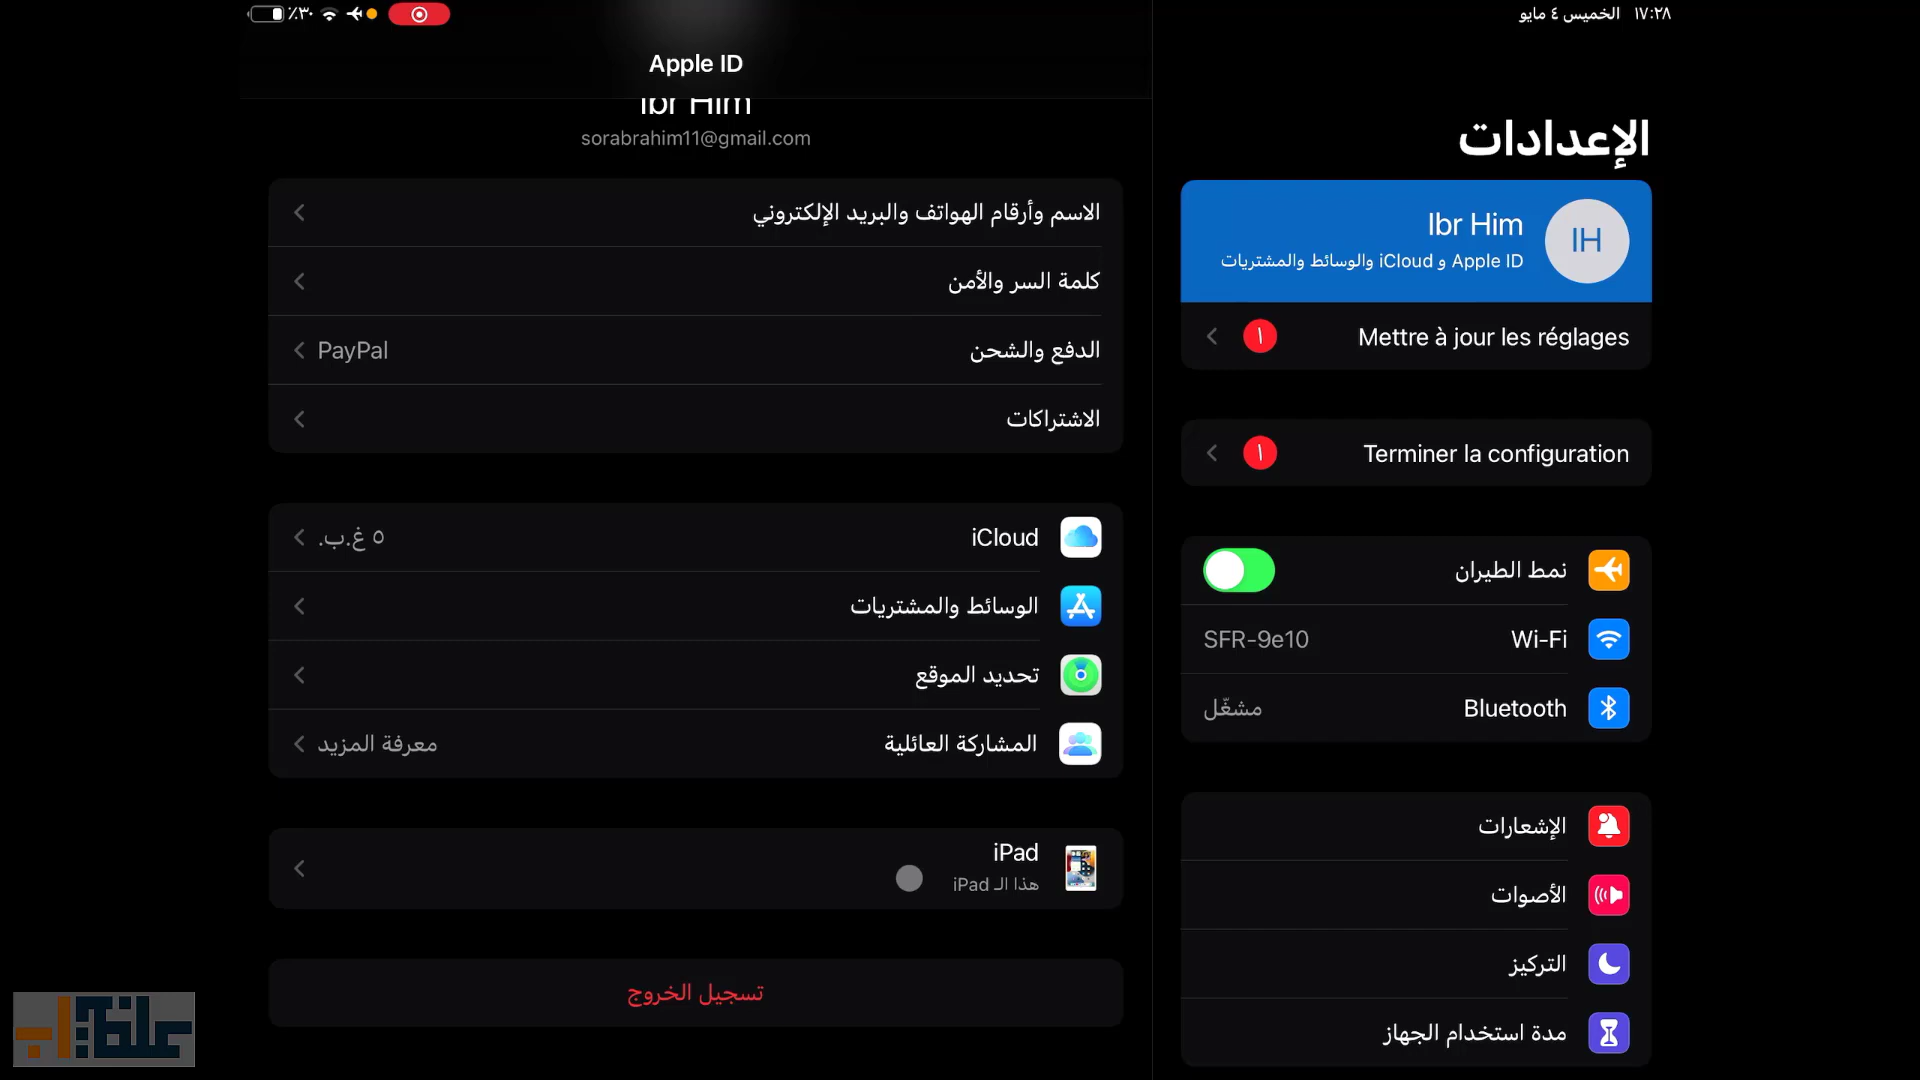 ١٧:٢٨ الخميس ٤ مايو
٪٣٠
الإعدادات
IH
Ibr Him
Apple ID و iCloud والوسائط والمشتريات
Mettre à jour les réglages
١
Terminer la configuration
١
نمط الطيران
Wi-Fi
SFR-9e10
Bluetooth
مشغّل
الإشعارات
الأصوات
التركيز
مدة استخدام الجهاز
Apple ID
Ibr Him
sorabrahim11@gmail.com
الاسم وأرقام الهواتف والبريد الإلكتروني
كلمة السر والأمن
الدفع والشحن
PayPal
الاشتراكات
iCloud
٥ غ.ب.
الوسائط والمشتريات
تحديد الموقع
المشاركة العائلية
معرفة المزيد
iPad
هذا الـ iPad
تسجيل الخروج